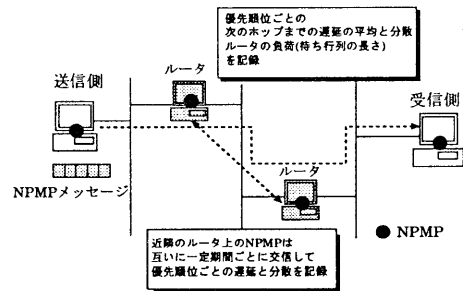 優先順位ごとの
次のホップまでの遅延の平均と分散
ルータの負荷(待ち行列の長さ)
を記録
送信側
ルータ
受信側
NPMPメッセージ
ルータ
NPMP
近隣のルータ上のNPMPは
互いに一定期間ごとに交信して
優先順位ごとの遅延と分散を記録